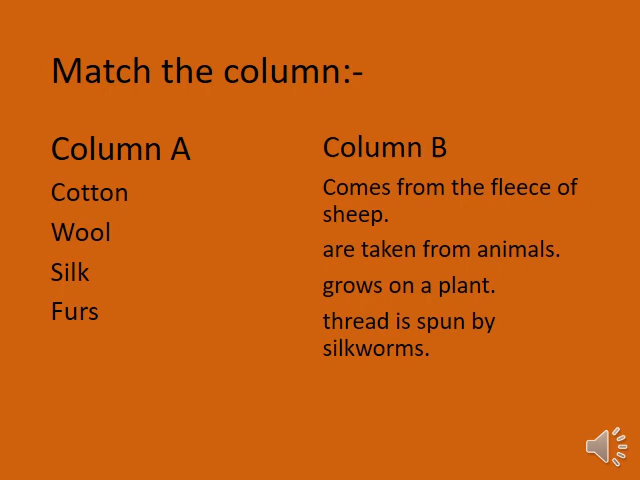 Match the column:-
Column A
Cotton
Wool
Silk
Furs
Column B
Comes from the fleece of
sheep.
are taken from animals.
grows on a plant.
thread is spun by
silkworms.